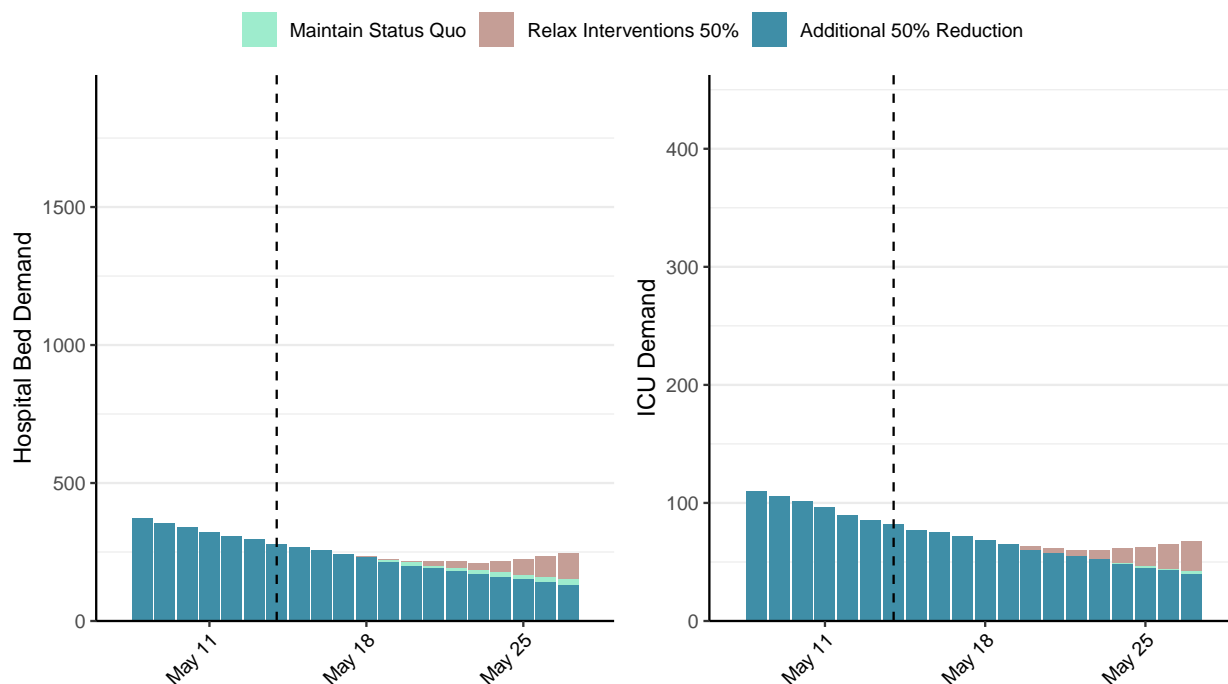 Maintain Status Quo
Relax Interventions 50%
Additional 50% Reduction
Hospital Bed Demand
1500
1000
500
0
May 11
May 18
May 25
ICU Demand
400
300
200
100
0
May 11
May 18
May 25